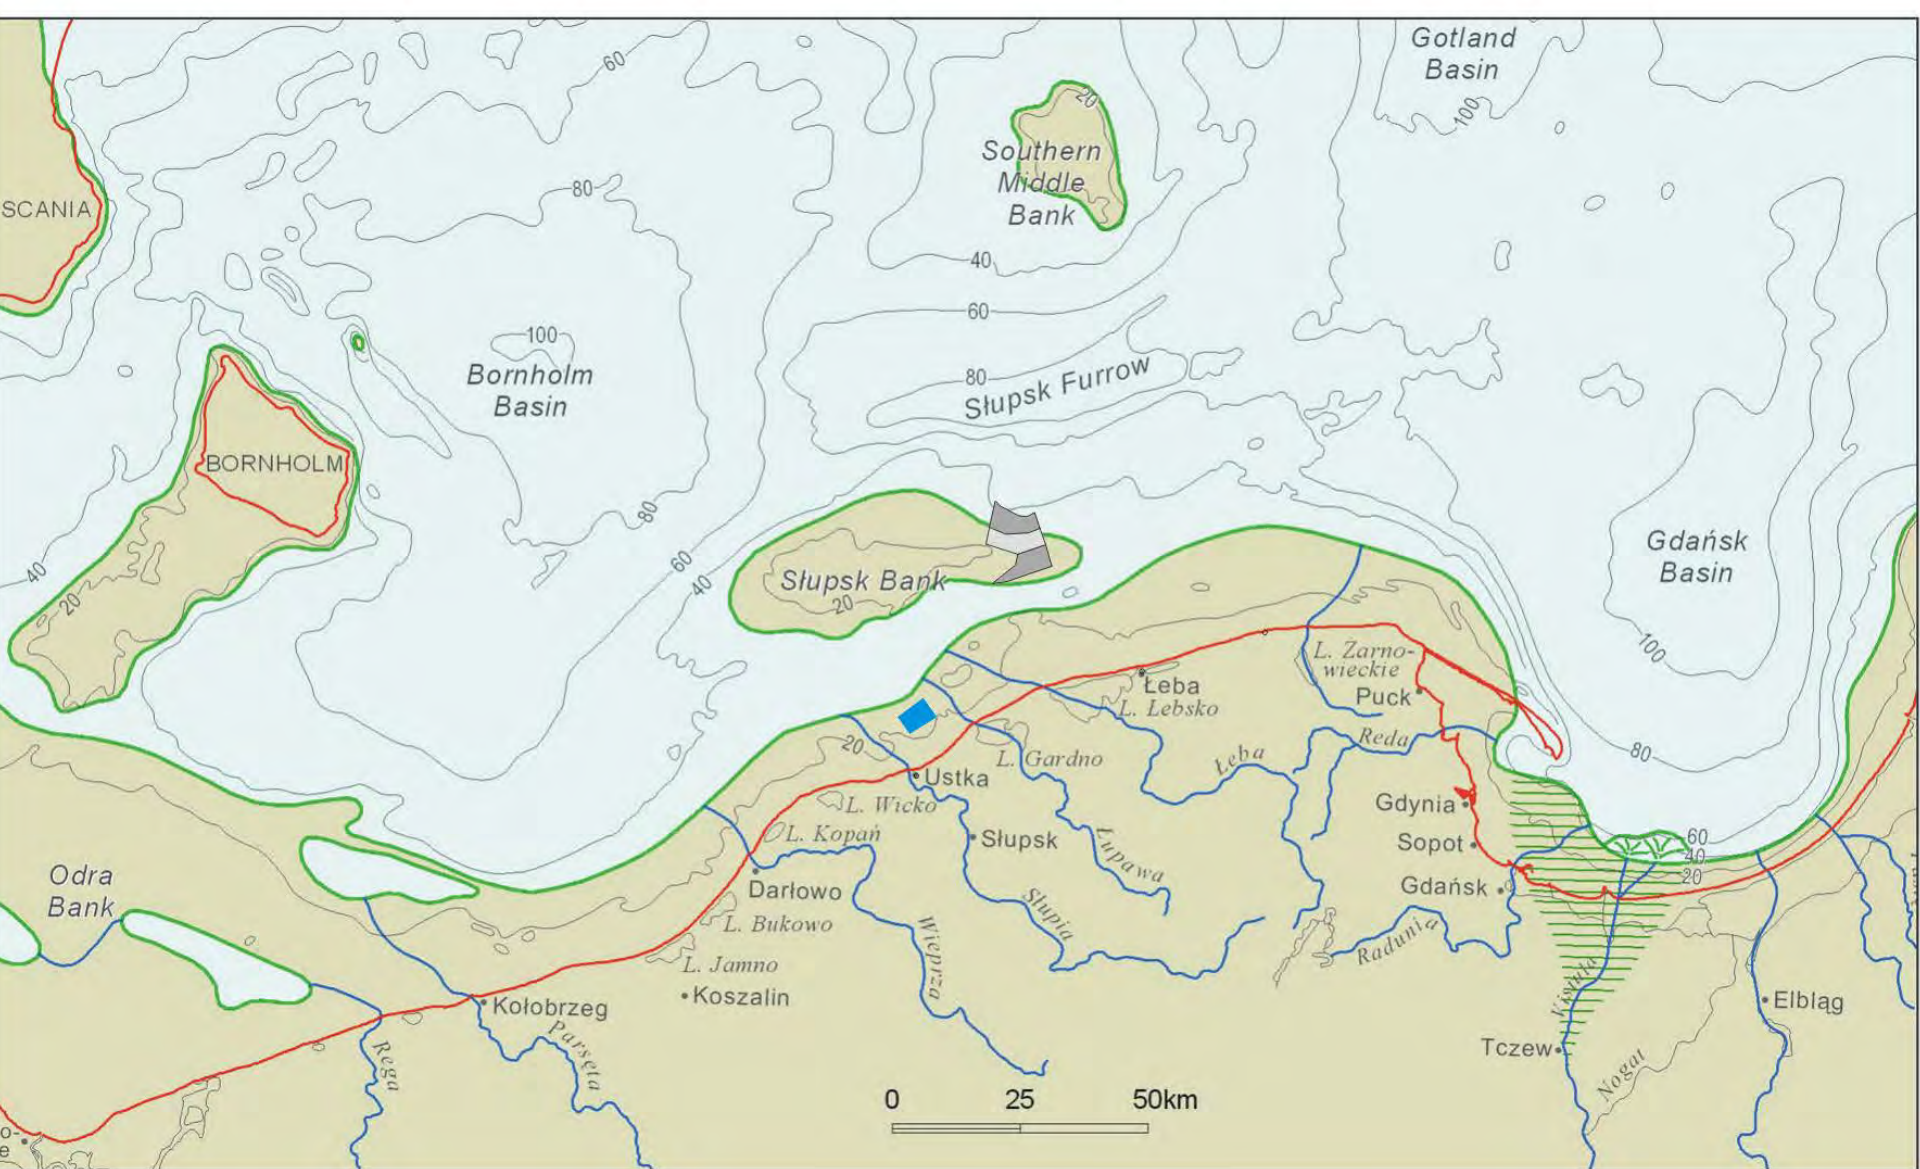 Gotland
Basin
60
20
100
Southern
Middle
Bank
80
SCANIA
40
60
100
Bornholm
Basin
80
Słupsk Furrow
BORNHOLM
80
60
40
Gdańsk
Basin
40
20
Słupsk Bank
20
100
L. Żarno-
wieckie
Łeba
Puck
L. Łebsko
20
Reda
80
L. Gardno
Łeba
Ustka
L. Wicko
Gdynia
L. Kopań
Słupsk
Łupawa
Sopot
60
40
20
Odra
Bank
Darłowo
Gdańsk
L. Bukowo
Słupia
Radunia
Wieprza
L. Jamno
Koszalin
Wisuła
Elbląg
Kołobrzeg
Parsęta
Rega
Tczew
Nogat
0 25 50km
o-
e